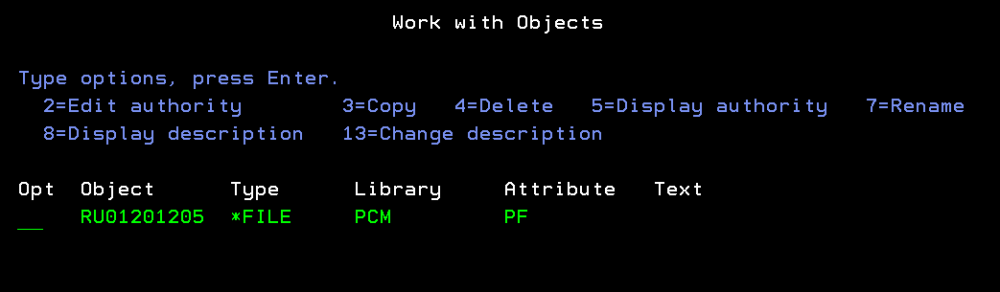 Work with Objects
Type options, press Enter.
2=Edit authority 3=Copy 4=Delete 5=Display authority 7=Rename
8=Display description 13=Change description
Opt Object Type Library Attribute Text
__ RU01201205 *FILE PCM PF